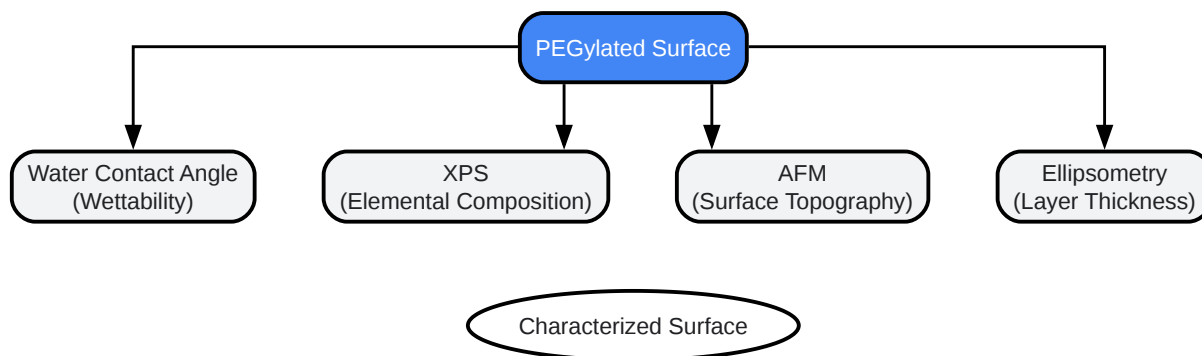 PEGylated Surface
Water Contact Angle
(Wettability)
XPS
(Elemental Composition)
AFM
(Surface Topography)
Ellipsometry
(Layer Thickness)
Characterized Surface